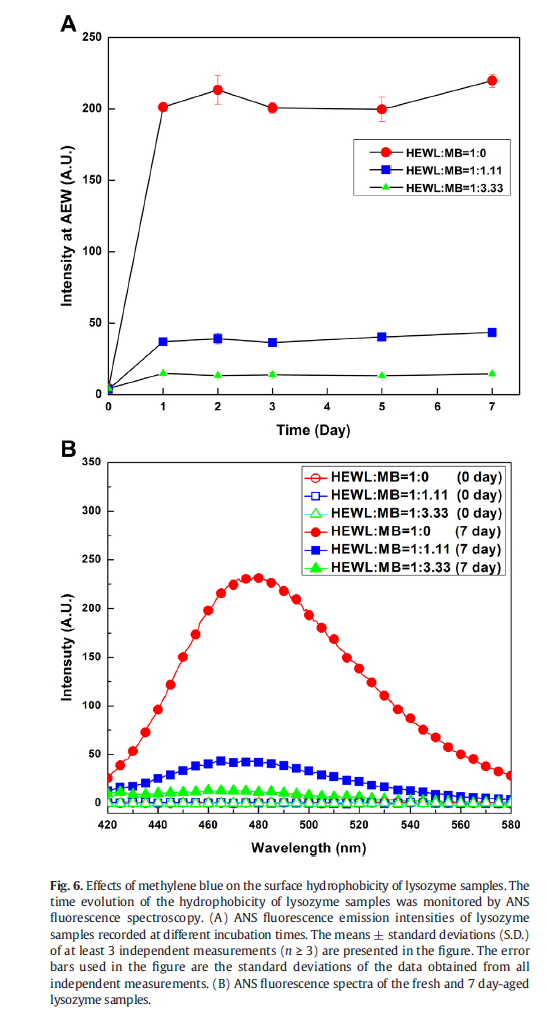 A
250
200
150
100
50
0
Intensity at AEW (A.U.)
HEWL:MB=1:0
HEWL:MB=1:1.11
HEWL:MB=1:3.33
0 1 2 3 4 5 6 7
Time (Day)
B
350
300
250
200
150
100
50
0
Intensuty (A.U.)
HEWL:MB=1:0 (0 day)
HEWL:MB=1:1.11 (0 day)
HEWL:MB=1:3.33 (0 day)
HEWL:MB=1:0 (7 day)
HEWL:MB=1:1.11 (7 day)
HEWL:MB=1:3.33 (7 day)
420 440 460 480 500 520 540 560 580
Wavelength (nm)
Fig. 6. Effects of methylene blue on the surface hydrophobicity of lysozyme samples. The
time evolution of the hydrophobicity of lysozyme samples was monitored by ANS
fluorescence spectroscopy. (A) ANS fluorescence emission intensities of lysozyme
samples recorded at different incubation times. The means ± standard deviations (S.D.)
of at least 3 independent measurements (n ≥ 3) are presented in the figure. The error
bars used in the figure are the standard deviations of the data obtained from all
independent measurements. (B) ANS fluorescence spectra of the fresh and 7 day-aged
lysozyme samples.